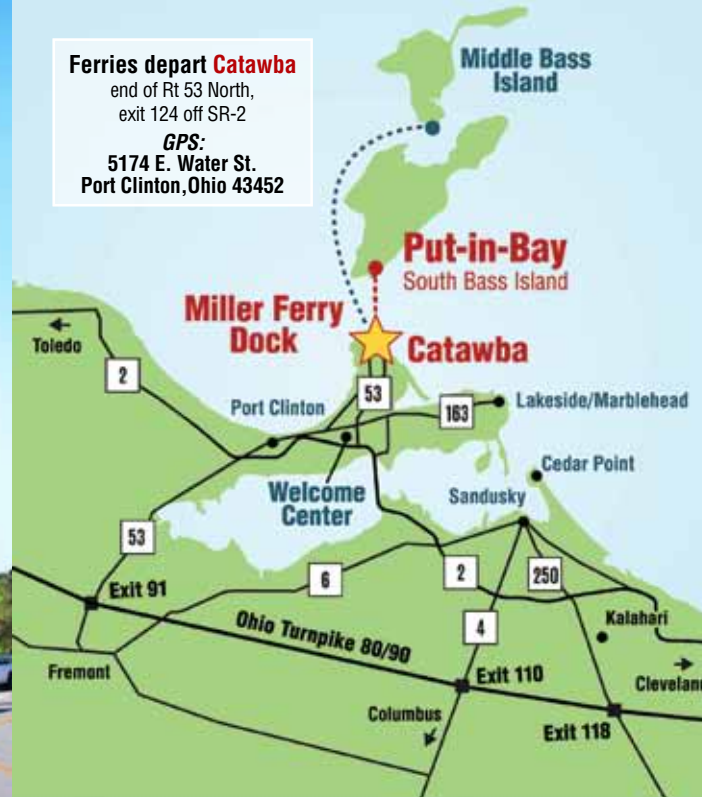 Ferries depart Catawba
end of Rt 53 North,
exit 124 off SR-2
GPS:
5174 E. Water St.
Port Clinton,Ohio 43452
Middle Bass
Island
Put-in-Bay
South Bass Island
Miller Ferry
Dock
Catawba
Toledo
2
53
163
Port Clinton
Lakeside/Marblehead
Welcome
Center
Cedar Point
Sandusky
53
6
2
250
Exit 91
Ohio Turnpike 80/90
4
Kalahari
Fremont
Exit 110
Cleveland
Columbus
Exit 118